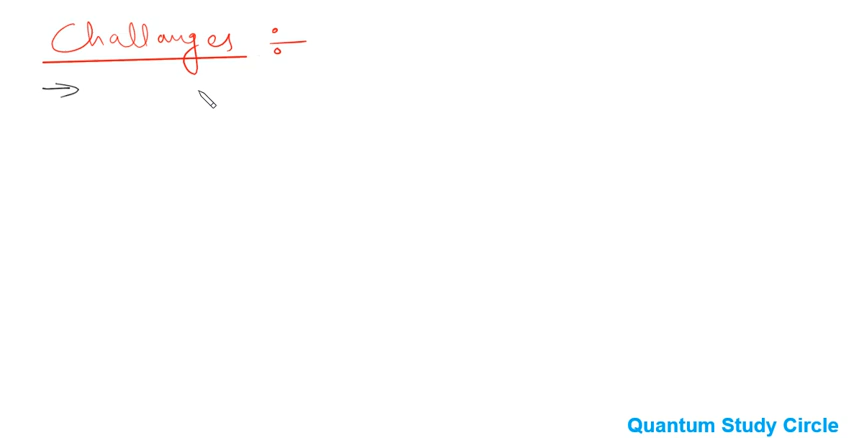 Challanges ÷
→
Quantum Study Circle